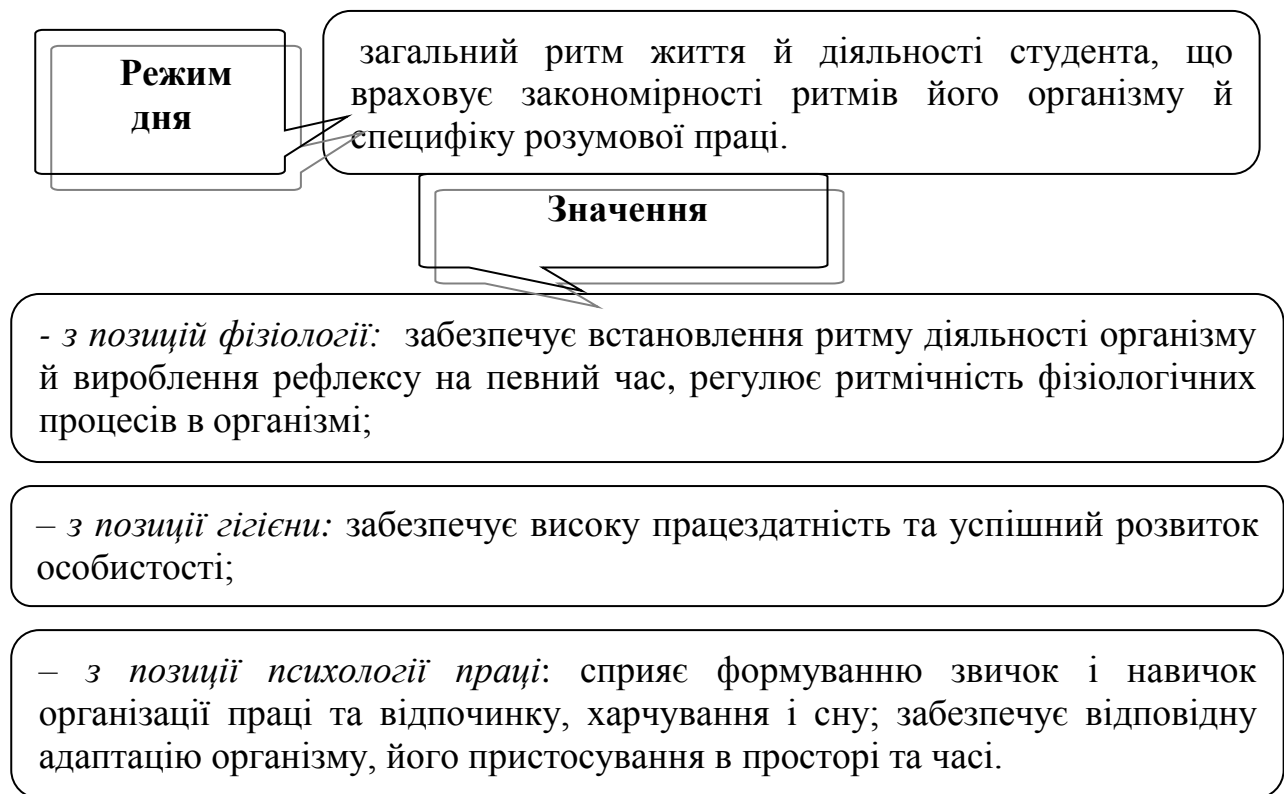 Режим
дня
загальний ритм життя й діяльності студента, що
враховує закономірності ритмів його організму й
специфіку розумової праці.
Значення
- з позицій фізіології: забезпечує встановлення ритму діяльності організму
й вироблення рефлексу на певний час, регулює ритмічність фізіологічних
процесів в організмі;
– з позиції гігієни: забезпечує високу працездатність та успішний розвиток
особистості;
– з позиції психології праці: сприяє формуванню звичок і навичок
організації праці та відпочинку, харчування і сну; забезпечує відповідну
адаптацію організму, його пристосування в просторі та часі.